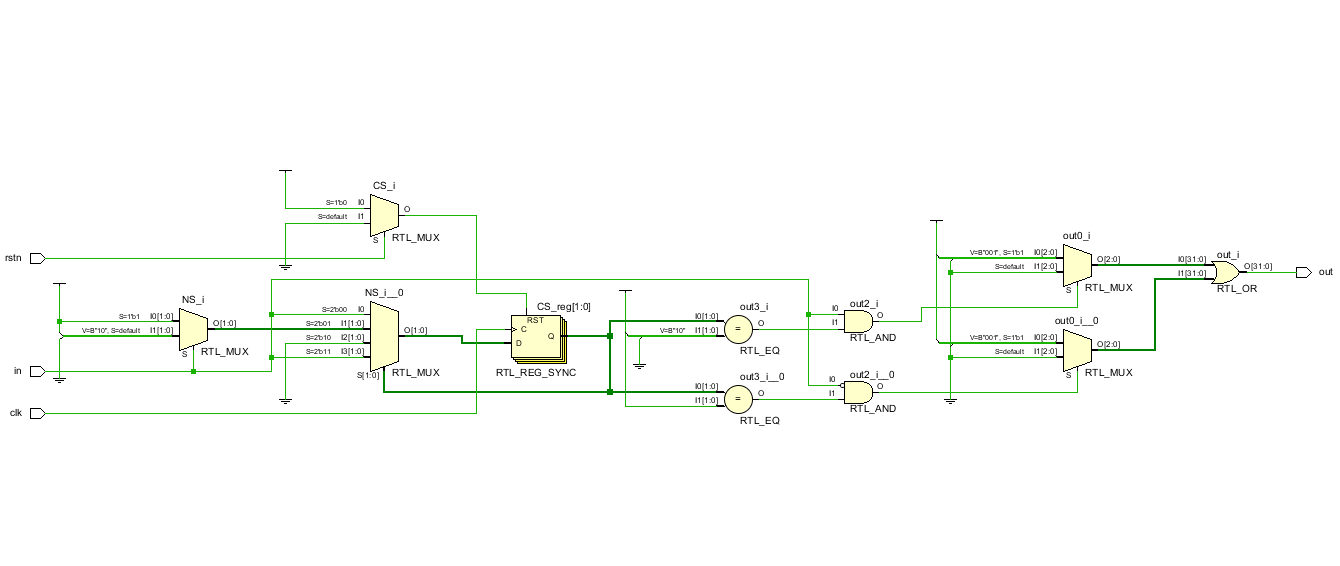 CS_i
S=1'b0 I0
S=default I1
O
S
RTL_MUX
rstn
NS_i
S=1'b1 I0[1:0]
V=B"10", S=default I1[1:0]
O[1:0]
S
RTL_MUX
in
clk
NS_i__0
S=2'b00 I0
S=2'b01 I1[1:0]
S=2'b10 I2[1:0]
S=2'b11 I3[1:0]
O[1:0]
S[1:0]
RTL_MUX
CS_reg[1:0]
RST
C
D
Q
RTL_REG_SYNC
out3_i
I0[1:0]
V=B"10" I1[1:0]
=
O
RTL_EQ
out3_i__0
I0[1:0]
I1[1:0]
=
O
RTL_EQ
out2_i
I0
I1
O
RTL_AND
out2_i__0
I0
I1
O
RTL_AND
out0_i
V=B"001", S=1'b1 I0[2:0]
S=default I1[2:0]
O[2:0]
S
RTL_MUX
out0_i__0
V=B"001", S=1'b1 I0[2:0]
S=default I1[2:0]
O[2:0]
S
RTL_MUX
out_i
I0[31:0]
I1[31:0]
O[31:0]
RTL_OR
out